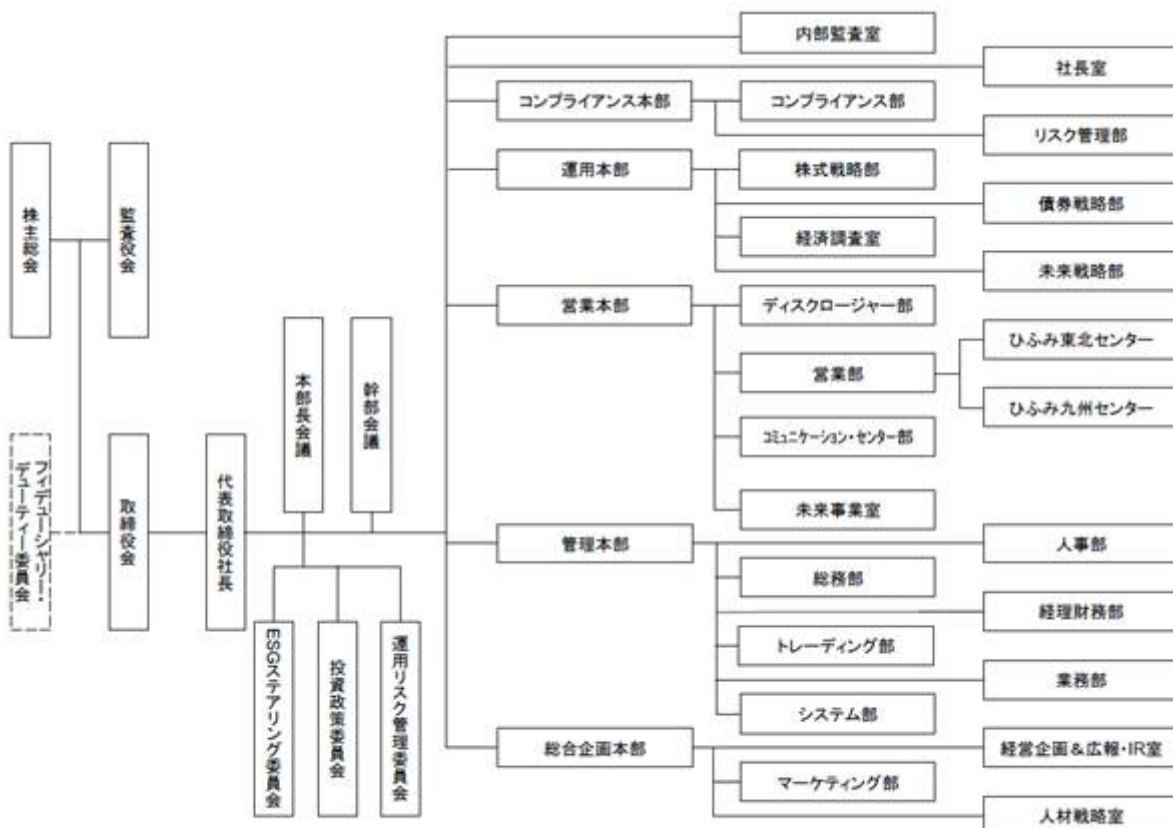 内部監査室
社長室
コンプライアンス本部
コンプライアンス部
リスク管理部
運用本部
株式戦略部
債券戦略部
経済調査室
未来戦略部
株主総会
監査役会
営業本部
ディスクロージャー部
営業部
ひふみ東北センター
ひふみ九州センター
コミュニケーション・センター部
未来事業室
フィデューシャリー・
デューティー委員会
取締役会
代表取締役社長
本部長会議
幹部会議
ESGステアリング委員会
投資政策委員会
運用リスク管理委員会
管理本部
人事部
総務部
経理財務部
トレーディング部
業務部
システム部
総合企画本部
経営企画&広報・IR室
マーケティング部
人材戦略室